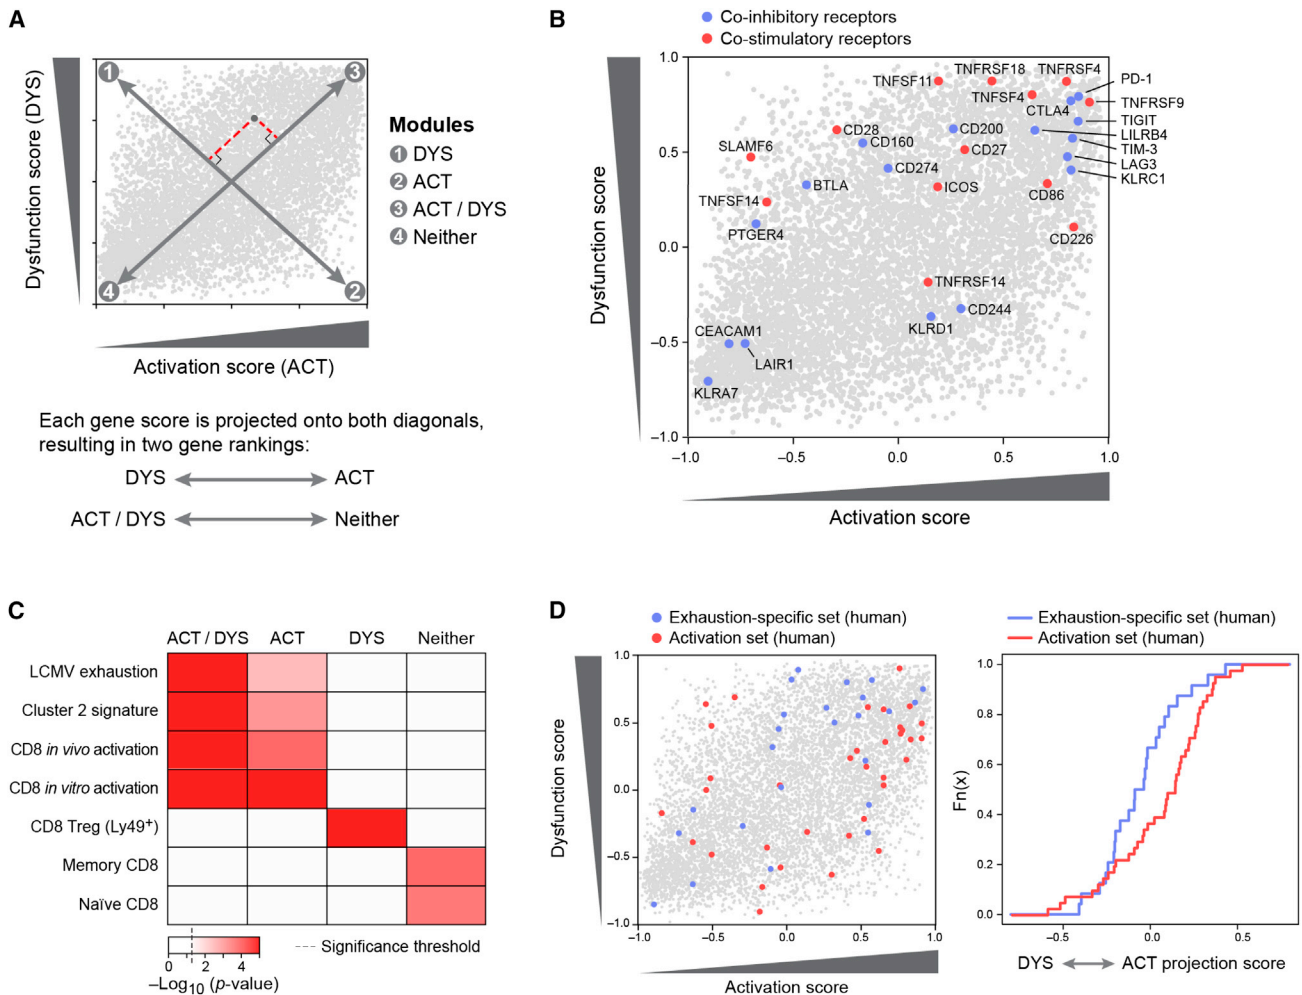 A
Dysfunction score (DYS)
1
3
4
2
Activation score (ACT)
Modules
1 DYS
2 ACT
3 ACT / DYS
4 Neither
Each gene score is projected onto both diagonals,
resulting in two gene rankings:
DYS ACT
ACT / DYS Neither
B
Co-inhibitory receptors
Co-stimulatory receptors
1.0
0.5
0.0
−0.5
−1.0
Dysfunction score
TNFSF11
TNFRSF18
TNFRSF4
PD-1
TNFSF4
CTLA4
TNFRSF9
TIGIT
LILRB4
TIM-3
LAG3
KLRC1
CD28
CD160
CD200
CD27
SLAMF6
CD274
BTLA
ICOS
CD86
TNFSF14
PTGER4
CD226
TNFRSF14
CD244
KLRD1
CEACAM1
LAIR1
KLRA7
−1.0 −0.5 0.0 0.5 1.0
Activation score
C
ACT / DYS ACT DYS Neither
LCMV exhaustion
Cluster 2 signature
CD8 in vivo activation
CD8 in vitro activation
CD8 Treg (Ly49+)
Memory CD8
Naïve CD8
0 2 4
−Log10 (p-value)
Significance threshold
D
Exhaustion-specific set (human)
Activation set (human)
1.0
0.5
0.0
−0.5
−1.0
Dysfunction score
−1.0 −0.5 0.0 0.5 1.0
Activation score
Exhaustion-specific set (human)
Activation set (human)
1.0
0.8
0.6
0.4
0.2
0.0
Fn(x)
−0.5 0.0 0.5
DYS ACT projection score